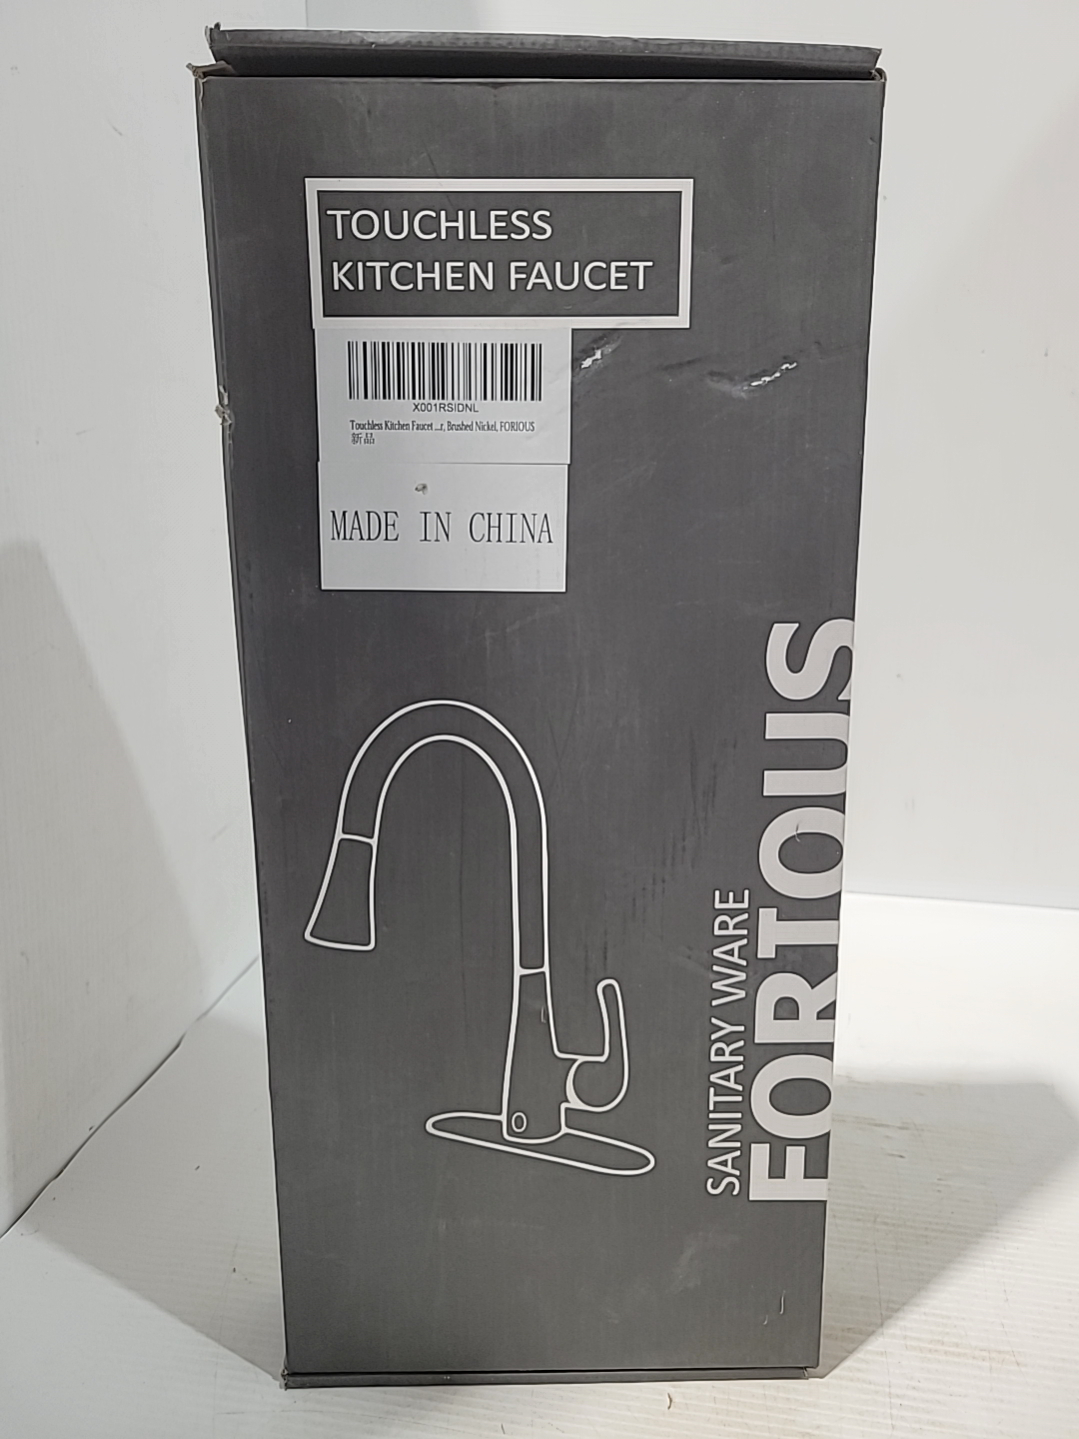 TOUCHLESS
KITCHEN FAUCET
X001RSIDNL
Touchless Kitchen Faucet ...r, Brushed Nickel, FORIOUS
新品
MADE IN CHINA
SANITARY WARE
FORTOUS